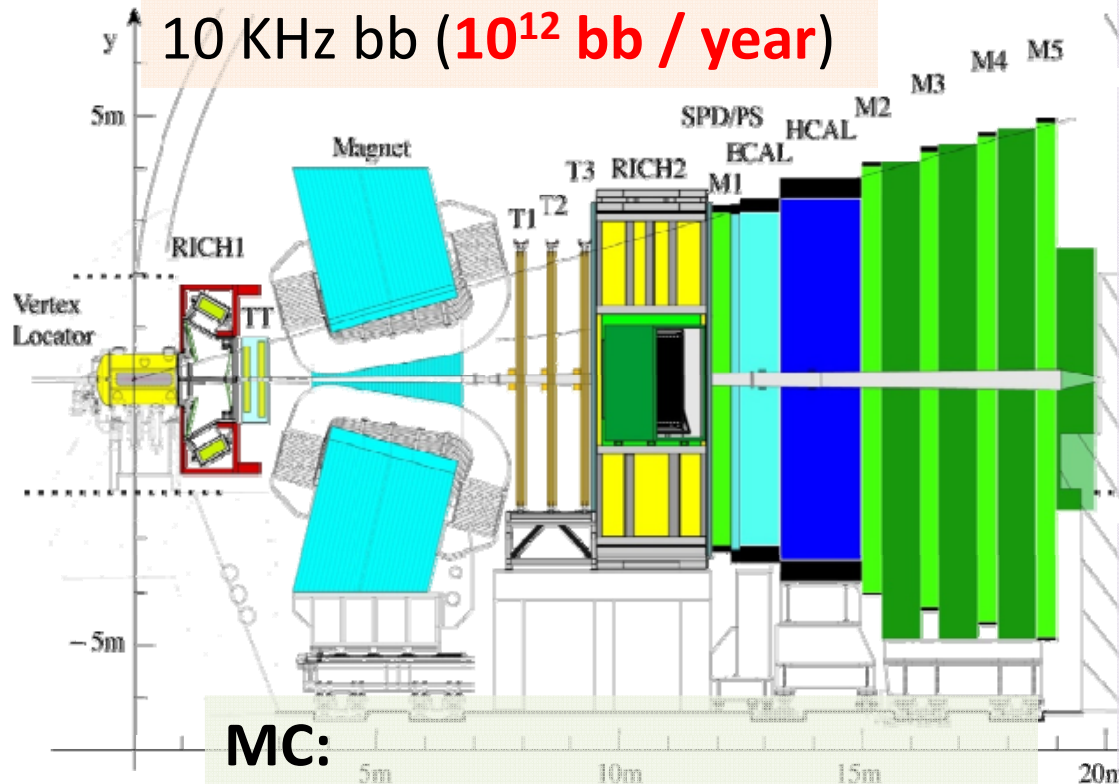 10 KHz bb (10¹² bb / year)
y
5m
Magnet
SPD/PS
ECAL
HCAL
M1
M2
M3
M4
M5
T1
T2
T3
RICH2
RICH1
TT
Vertex
Locator
−5m
MC:
5m
10m
15m
20m